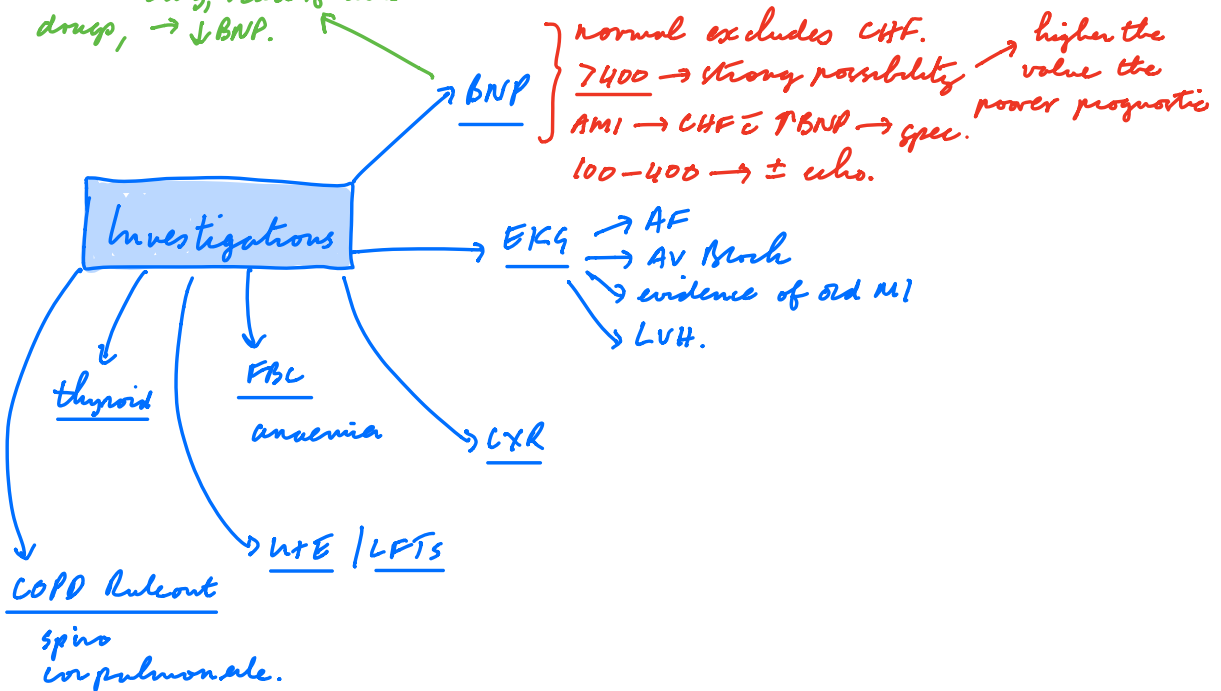 drugs, → ↓BNP.
BNP
normal excludes CHF.
>400 → strong possibility → higher the
value the
power prognostic
AMI → CHF c̄ ↑BNP → spec.
100-400 → ± echo.
Investigations
EKG → AF
→ AV Block
→ evidence of old MI
→ LVH.
thyroid
FBC
anaemia
CXR
U+E / LFTs
COPD Ruleout
spiro
cor pulmonale.